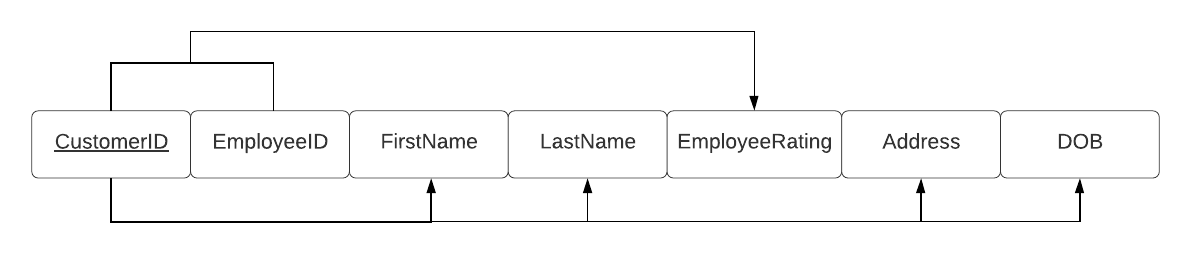 CustomerID EmployeeID FirstName LastName EmployeeRating Address DOB